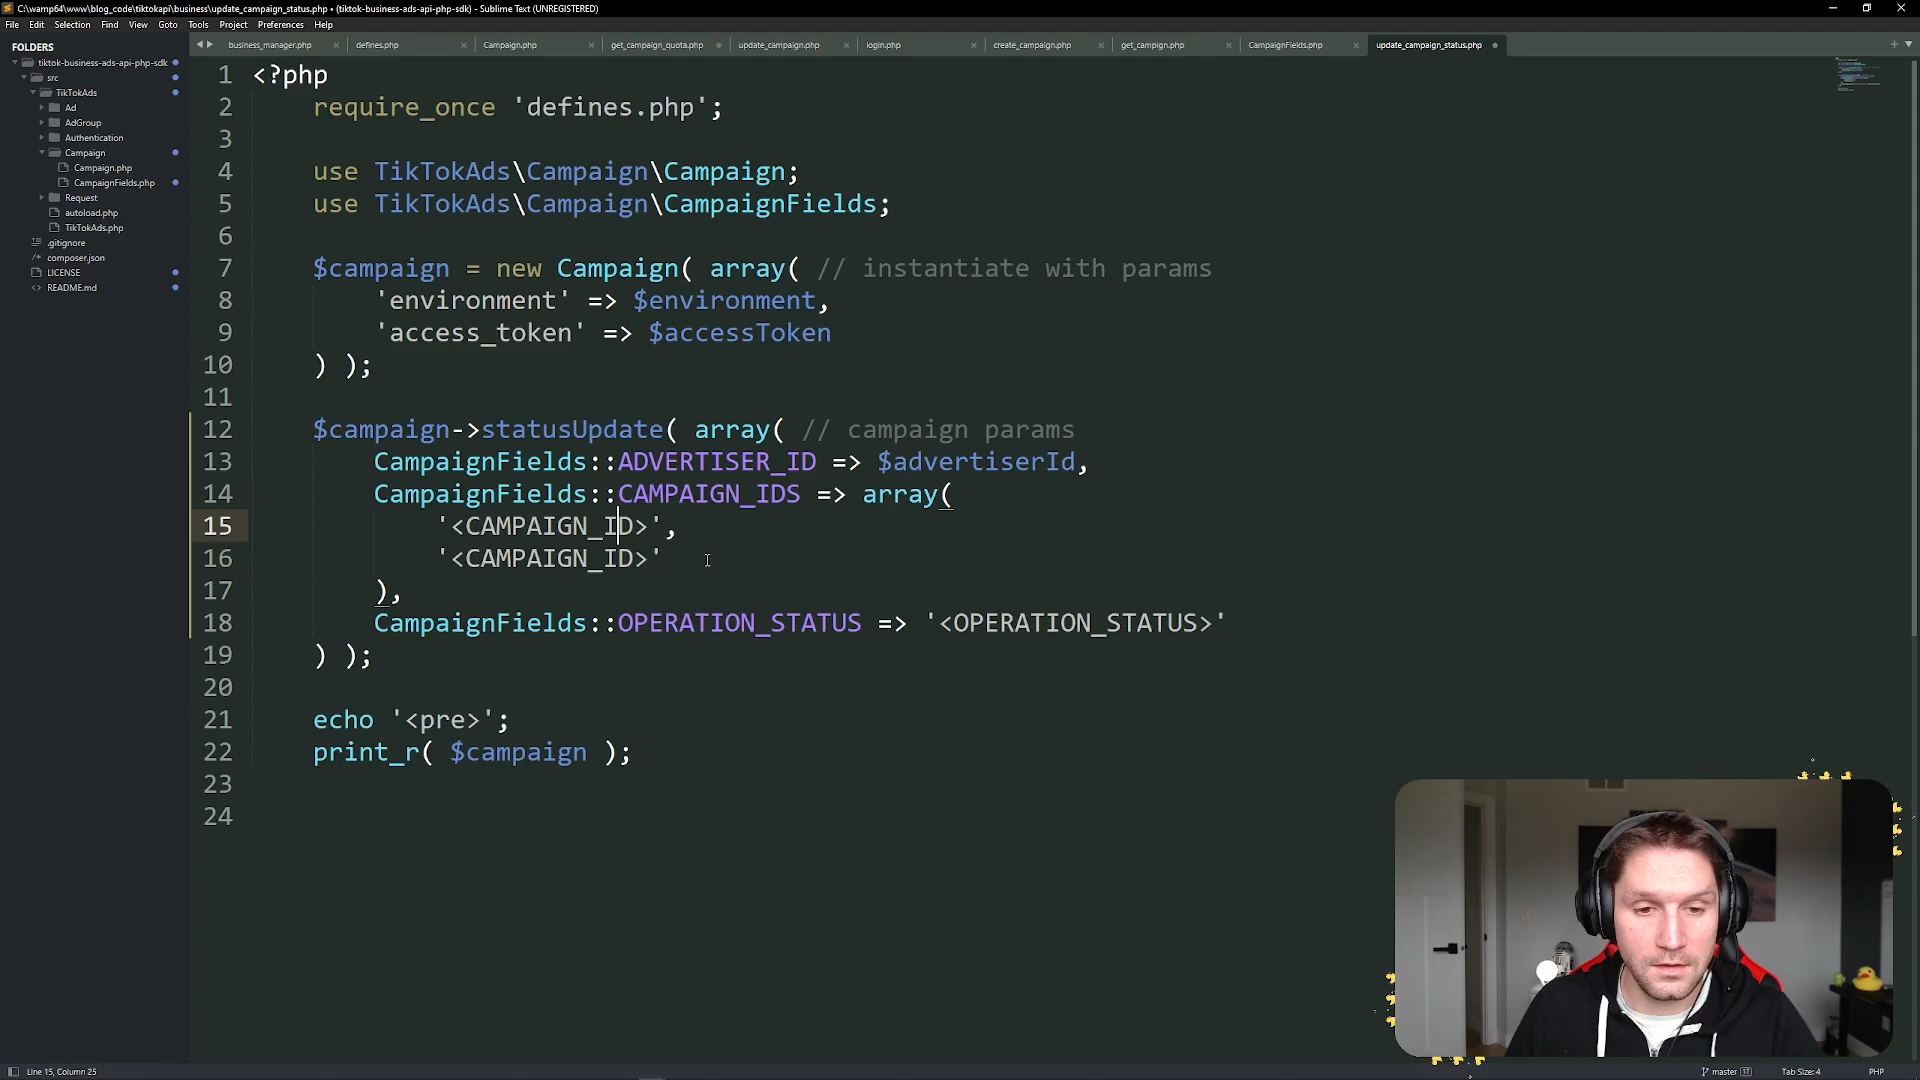 C:\wamp64\www\blog_code\tiktokapi\business\update_campaign_status.php • (tiktok-business-ads-api-php-sdk) - Sublime Text (UNREGISTERED)
File Edit Selection Find View Goto Tools Project Preferences Help
FOLDERS
tiktok-business-ads-api-php-sdk
src
TikTokAds
Ad
AdGroup
Authentication
Campaign
Campaign.php
CampaignFields.php
Request
autoload.php
TikTokAds.php
.gitignore
composer.json
LICENSE
README.md
business_manager.php defines.php Campaign.php get_campaign_quota.php update_campaign.php login.php create_campaign.php get_campign.php CampaignFields.php update_campaign_status.php
1 <?php
2 require_once 'defines.php';
3
4 use TikTokAds\Campaign\Campaign;
5 use TikTokAds\Campaign\CampaignFields;
6
7 $campaign = new Campaign( array( // instantiate with params
8 'environment' => $environment,
9 'access_token' => $accessToken
10 ) );
11
12 $campaign->statusUpdate( array( // campaign params
13 CampaignFields::ADVERTISER_ID => $advertiserId,
14 CampaignFields::CAMPAIGN_IDS => array(
15 '<CAMPAIGN_ID>',
16 '<CAMPAIGN_ID>'
17 ),
18 CampaignFields::OPERATION_STATUS => '<OPERATION_STATUS>'
19 ) );
20
21 echo '<pre>';
22 print_r( $campaign );
23
24
Line 15, Column 25
master 17 Tab Size: 4 PHP